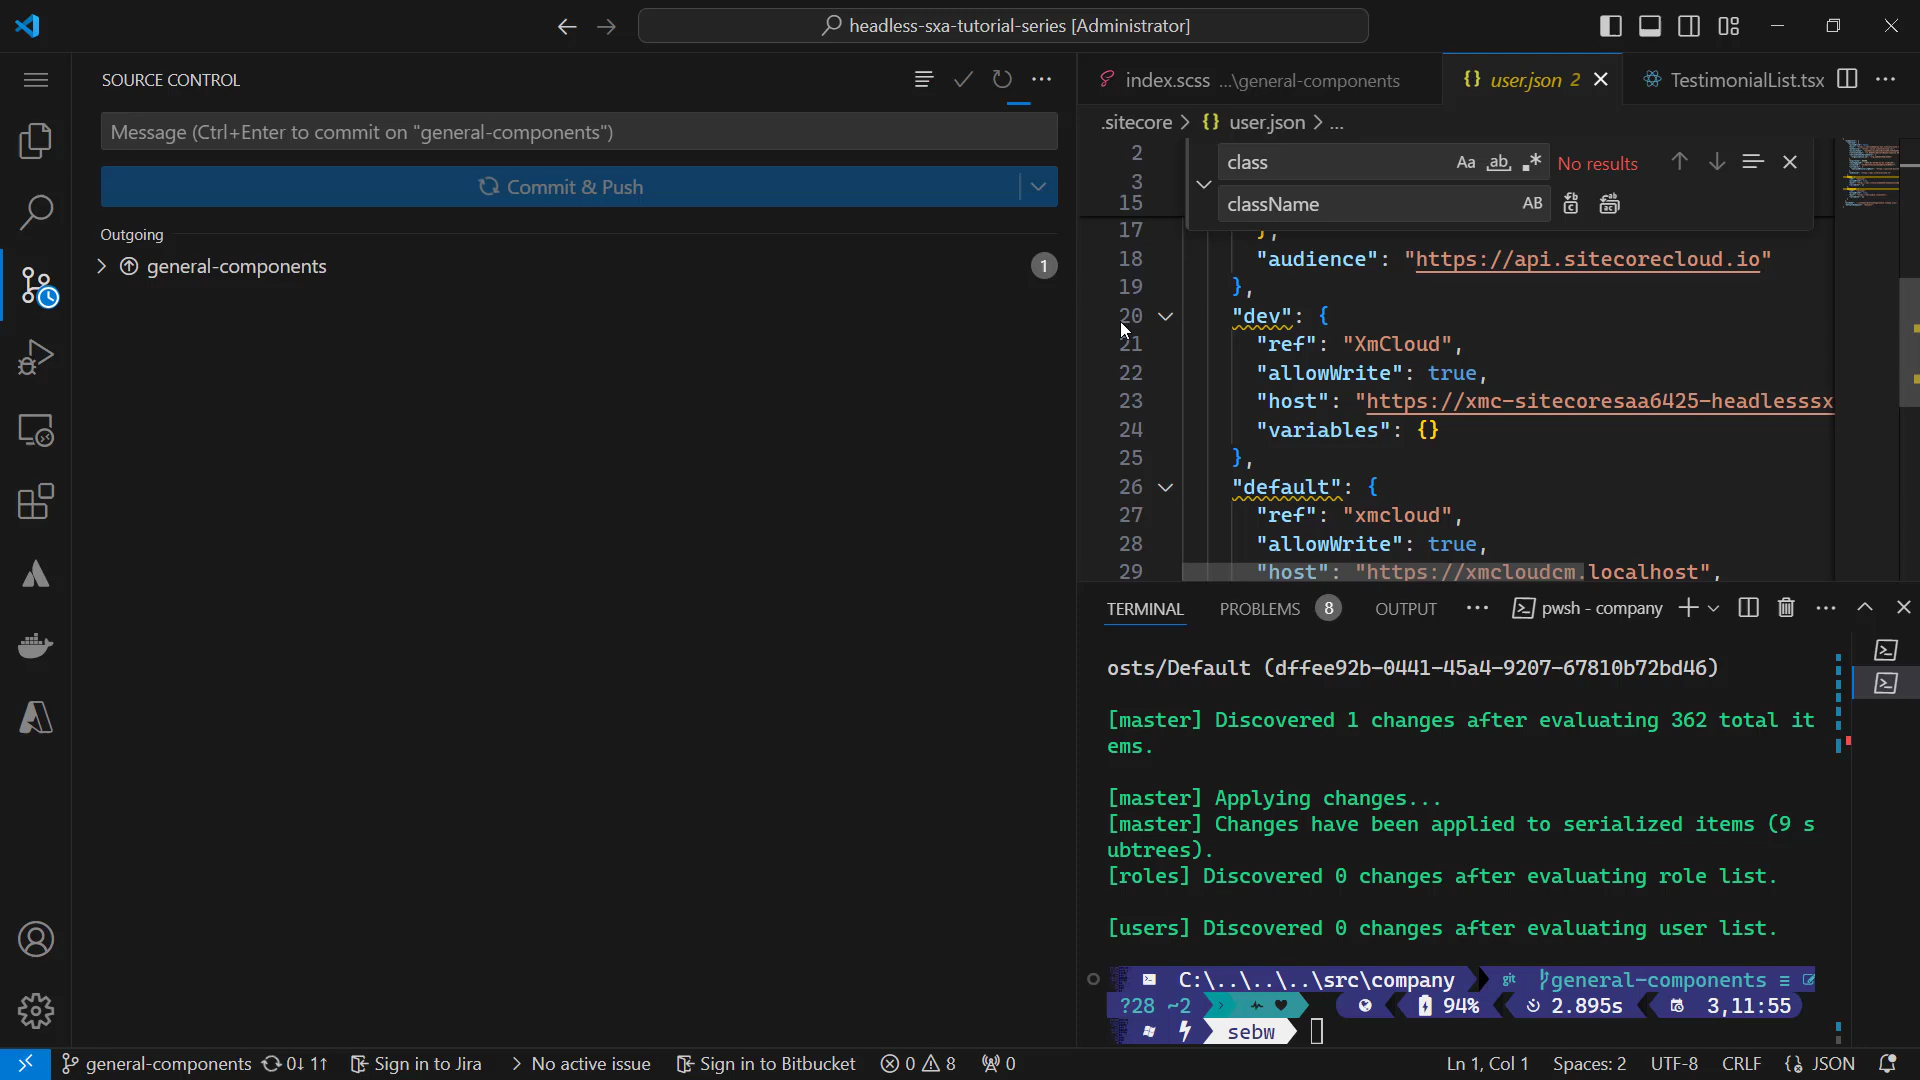 headless-sxa-tutorial-series [Administrator]
SOURCE CONTROL
Message (Ctrl+Enter to commit on "general-components")
Commit & Push
Outgoing
general-components
1
index.scss ...\general-components
user.json 2
TestimonialList.tsx
.sitecore > {} user.json > ...
class
Aa ab, .*
No results
className
AB
2
3
15
17 },
18 "audience": "https://api.sitecorecloud.io"
19 },
20 "dev": {
21 "ref": "XmCloud",
22 "allowWrite": true,
23 "host": "https://xmc-sitecoresaa6425-headlesssx
24 "variables": {}
25 },
26 "default": {
27 "ref": "xmcloud",
28 "allowWrite": true,
29 "host": "https://xmcloudcm.localhost",
TERMINAL PROBLEMS 8 OUTPUT ... pwsh - company
osts/Default (dffee92b-0441-45a4-9207-67810b72bd46)
[master] Discovered 1 changes after evaluating 362 total it
ems.
[master] Applying changes...
[master] Changes have been applied to serialized items (9 s
ubtrees).
[roles] Discovered 0 changes after evaluating role list.
[users] Discovered 0 changes after evaluating user list.
C:\..\..\..\src\company git general-components ≡
?28 ~2 94% 2.895s 3,11:55
sebw
general-components 0↓ 1↑ Sign in to Jira > No active issue Sign in to Bitbucket 0 8 0 Ln 1, Col 1 Spaces: 2 UTF-8 CRLF {} JSON